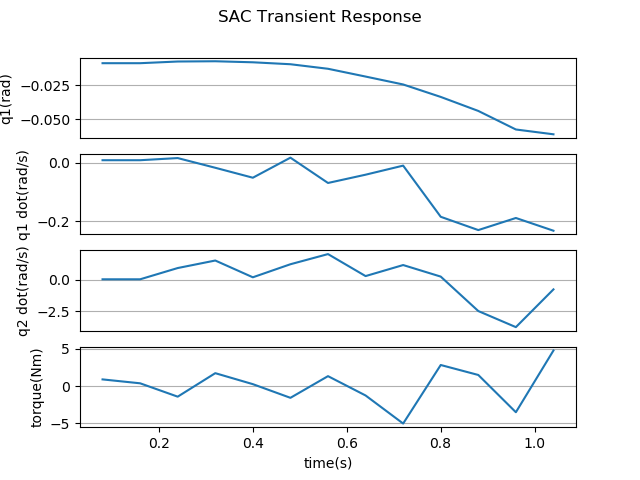 SAC Transient Response
q1(rad)
−0.025
−0.050
q1 dot(rad/s)
0.0
−0.2
q2 dot(rad/s)
0.0
−2.5
torque(Nm)
5
0
−5
0.2 0.4 0.6 0.8 1.0
time(s)